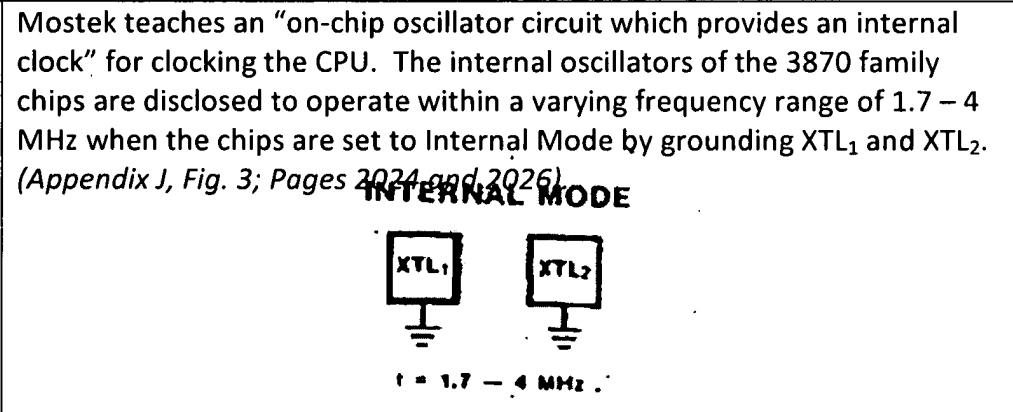 Mostek teaches an “on-chip oscillator circuit which provides an internal
clock” for clocking the CPU.  The internal oscillators of the 3870 family
chips are disclosed to operate within a varying frequency range of 1.7 – 4
MHz when the chips are set to Internal Mode by grounding XTL₁ and XTL₂.
(Appendix J, Fig. 3; Pages 2024 and 2026)
INTERNAL MODE
XTL₁ XTL₂
f = 1.7 — 4 MHz .